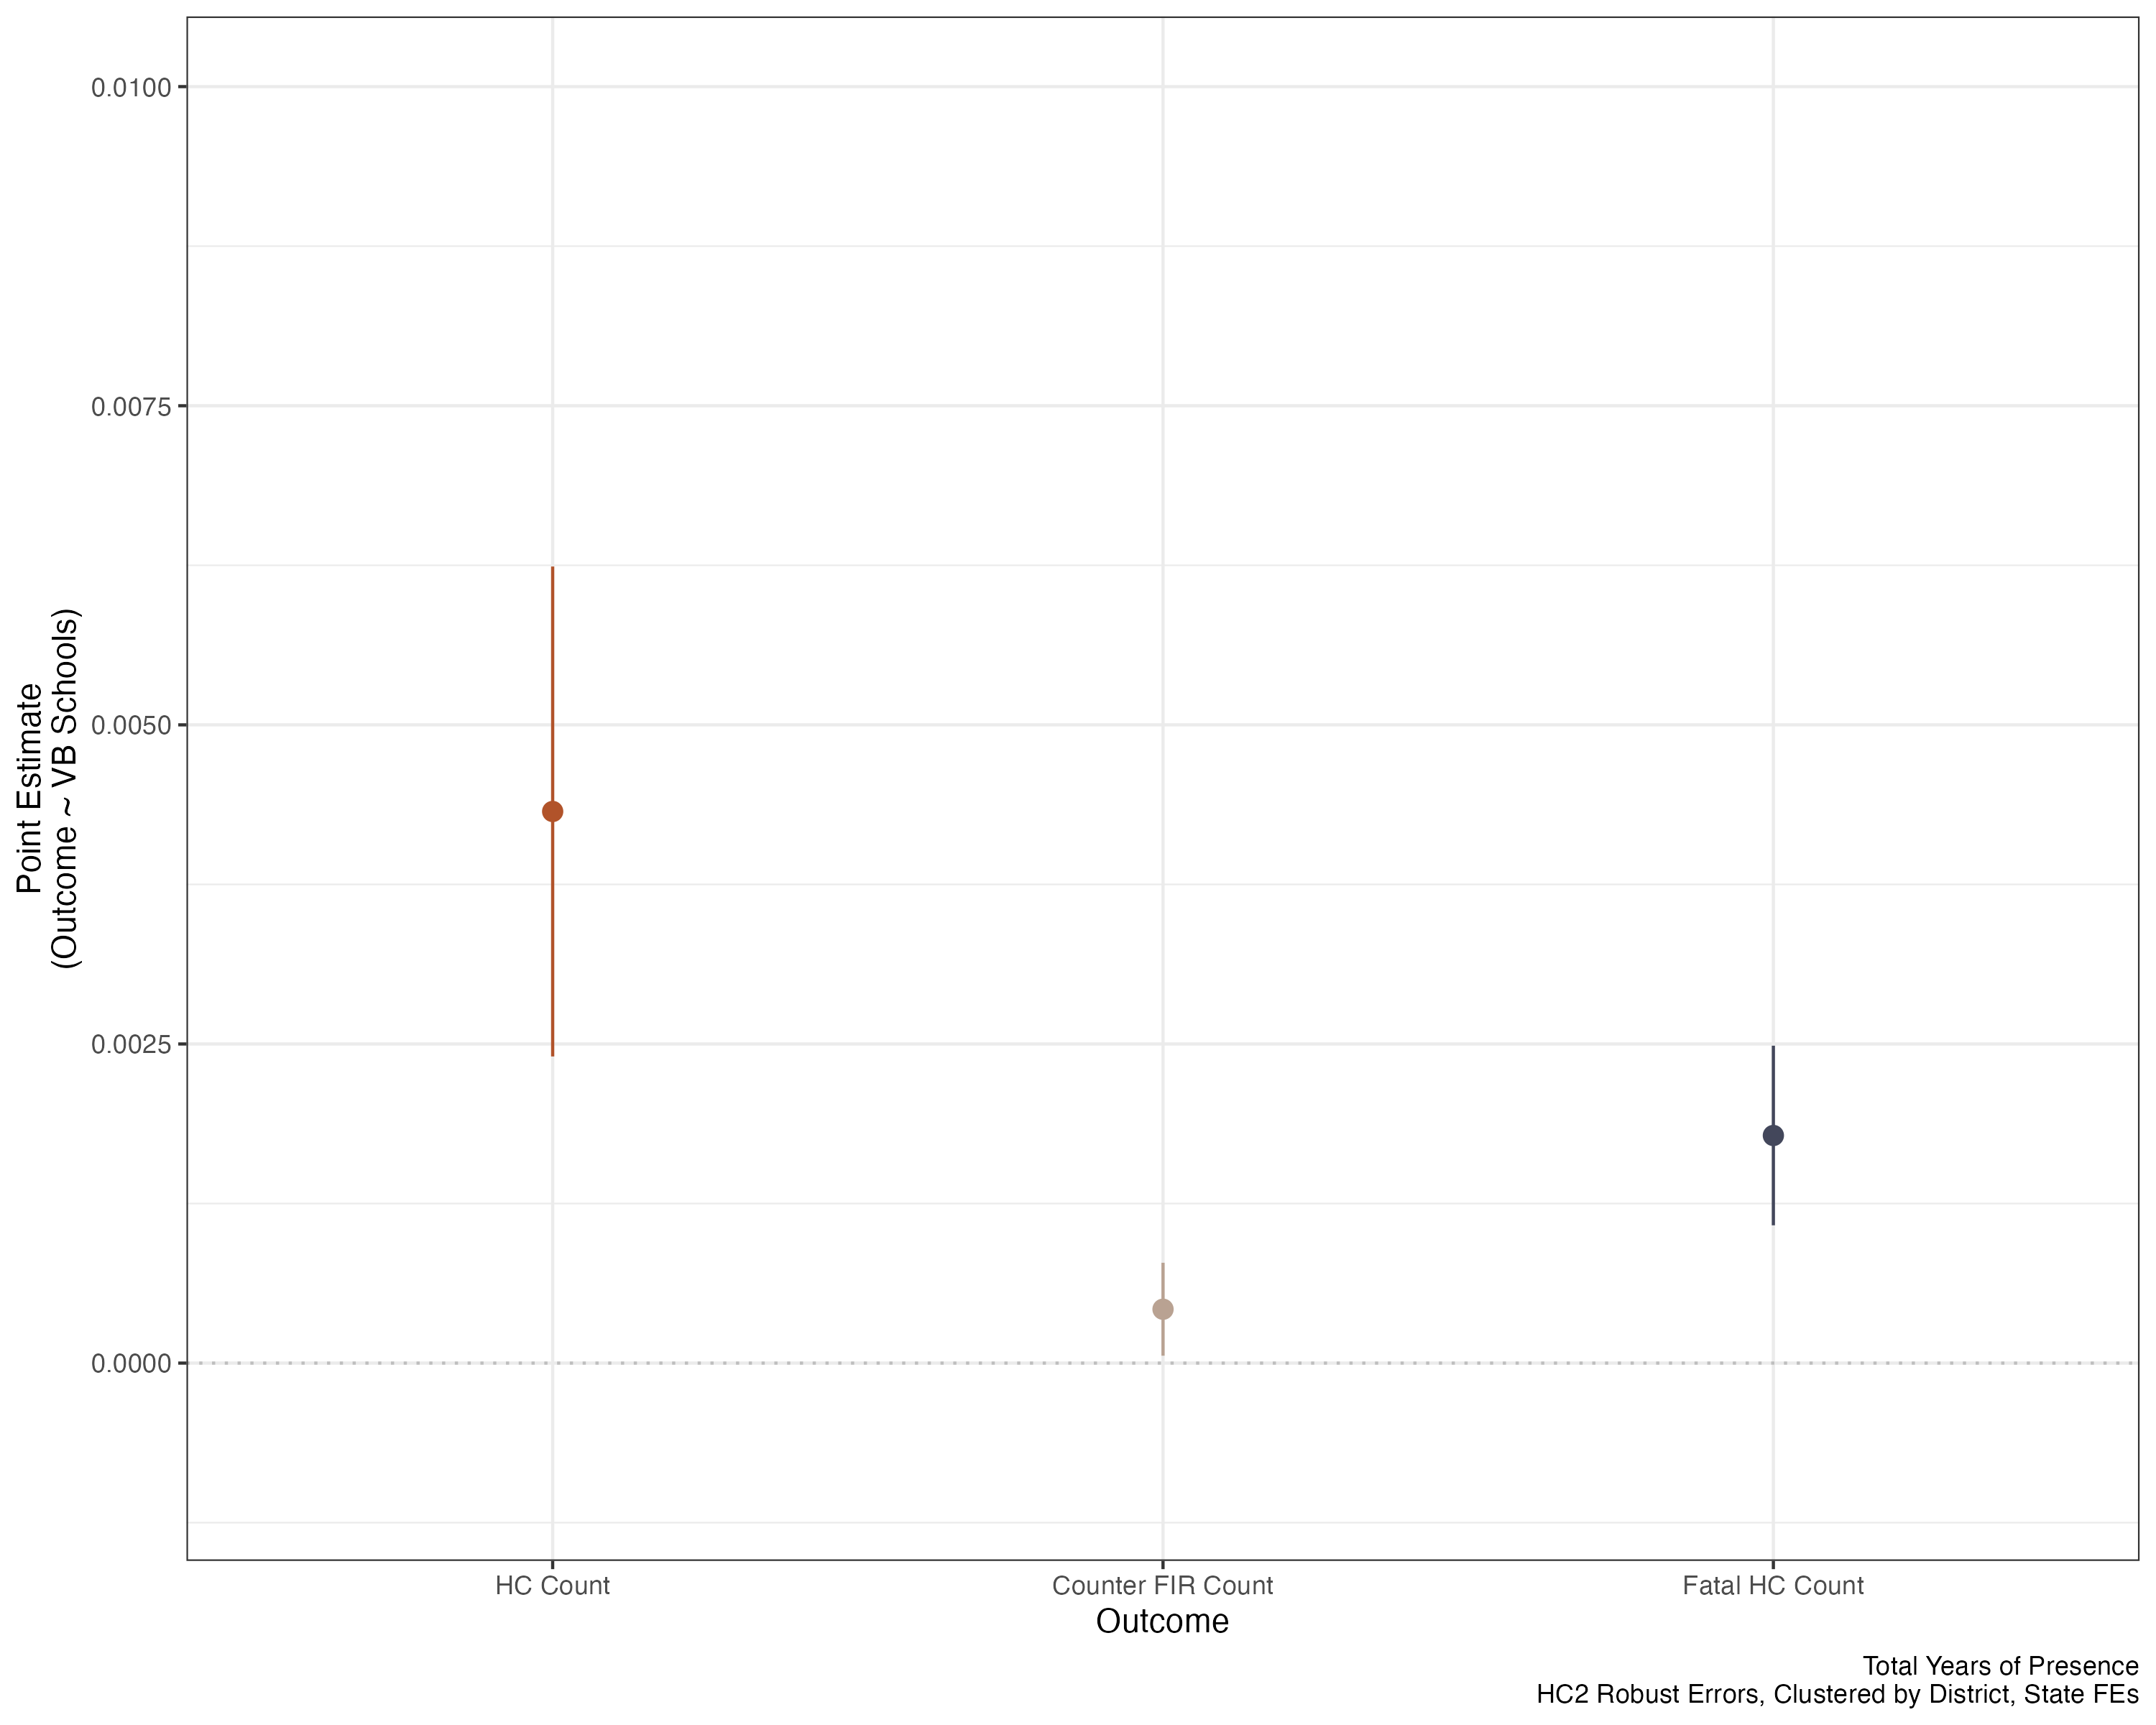 0.0100
0.0075
0.0050
0.0025
0.0000
Point Estimate
(Outcome ~ VB Schools)
HC Count
Counter FIR Count
Fatal HC Count
Outcome
Total Years of Presence
HC2 Robust Errors, Clustered by District, State FEs